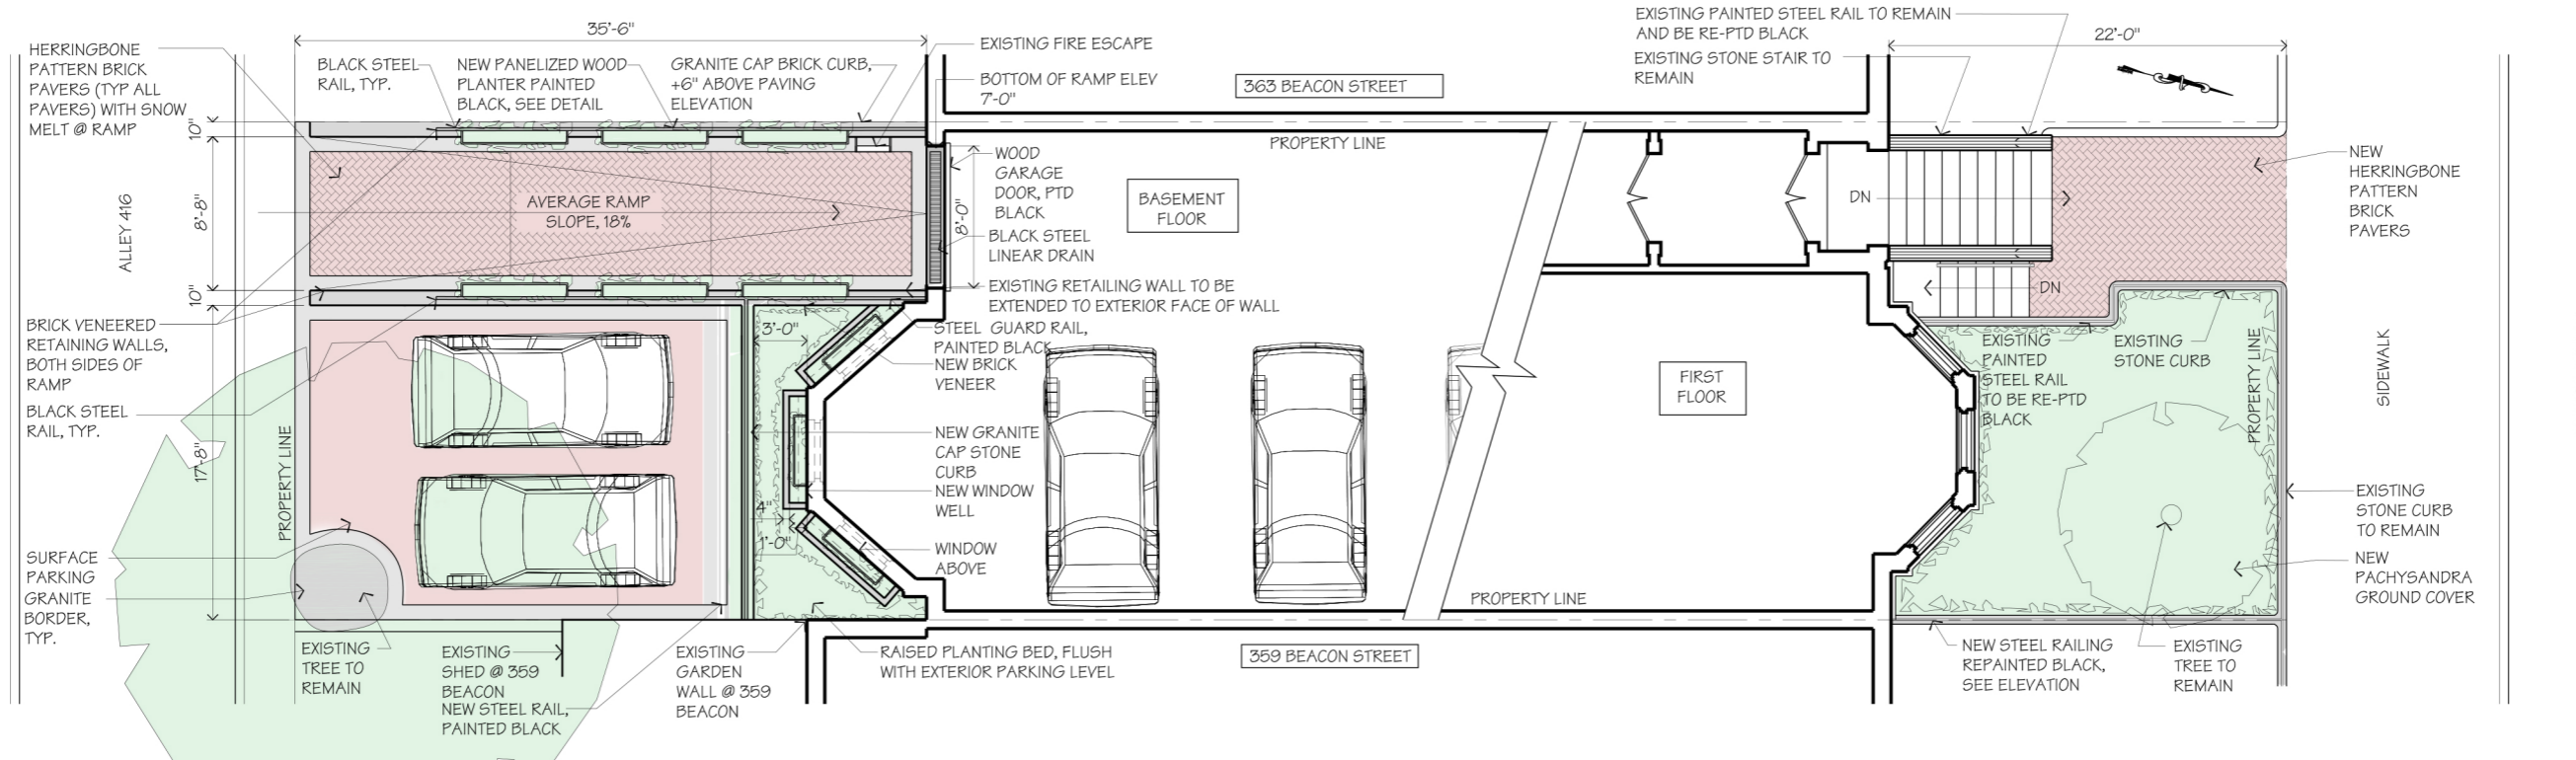 35'-6"
HERRINGBONE
PATTERN BRICK
PAVERS (TYP ALL
PAVERS) WITH SNOW
MELT @ RAMP
BLACK STEEL
RAIL, TYP.
NEW PANELIZED WOOD
PLANTER PAINTED
BLACK, SEE DETAIL
GRANITE CAP BRICK CURB,
+6" ABOVE PAVING
ELEVATION
EXISTING FIRE ESCAPE
BOTTOM OF RAMP ELEV
7'-0"
363 BEACON STREET
EXISTING PAINTED STEEL RAIL TO REMAIN
AND BE RE-PTD BLACK
EXISTING STONE STAIR TO
REMAIN
22'-0"
10"
8'-8"
10"
17'-8"
ALLEY 416
AVERAGE RAMP
SLOPE, 18%
PROPERTY LINE
WOOD
GARAGE
DOOR, PTD
BLACK
8'-0"
BLACK STEEL
LINEAR DRAIN
BASEMENT
FLOOR
DN
DN
NEW
HERRINGBONE
PATTERN
BRICK
PAVERS
EXISTING RETAILING WALL TO BE
EXTENDED TO EXTERIOR FACE OF WALL
STEEL GUARD RAIL,
PAINTED BLACK
NEW BRICK
VENEER
BRICK VENEERED
RETAINING WALLS,
BOTH SIDES OF
RAMP
BLACK STEEL
RAIL, TYP.
PROPERTY LINE
3'-0"
4"
1'-0"
NEW GRANITE
CAP STONE
CURB
NEW WINDOW
WELL
WINDOW
ABOVE
FIRST
FLOOR
EXISTING
PAINTED
STEEL RAIL
TO BE RE-PTD
BLACK
EXISTING
STONE CURB
PROPERTY LINE
SIDEWALK
EXISTING
STONE CURB
TO REMAIN
NEW
PACHYSANDRA
GROUND COVER
SURFACE
PARKING
GRANITE
BORDER,
TYP.
PROPERTY LINE
EXISTING
TREE TO
REMAIN
EXISTING
SHED @ 359
BEACON
NEW STEEL RAIL,
PAINTED BLACK
EXISTING
GARDEN
WALL @ 359
BEACON
RAISED PLANTING BED, FLUSH
WITH EXTERIOR PARKING LEVEL
359 BEACON STREET
NEW STEEL RAILING
REPAINTED BLACK,
SEE ELEVATION
EXISTING
TREE TO
REMAIN